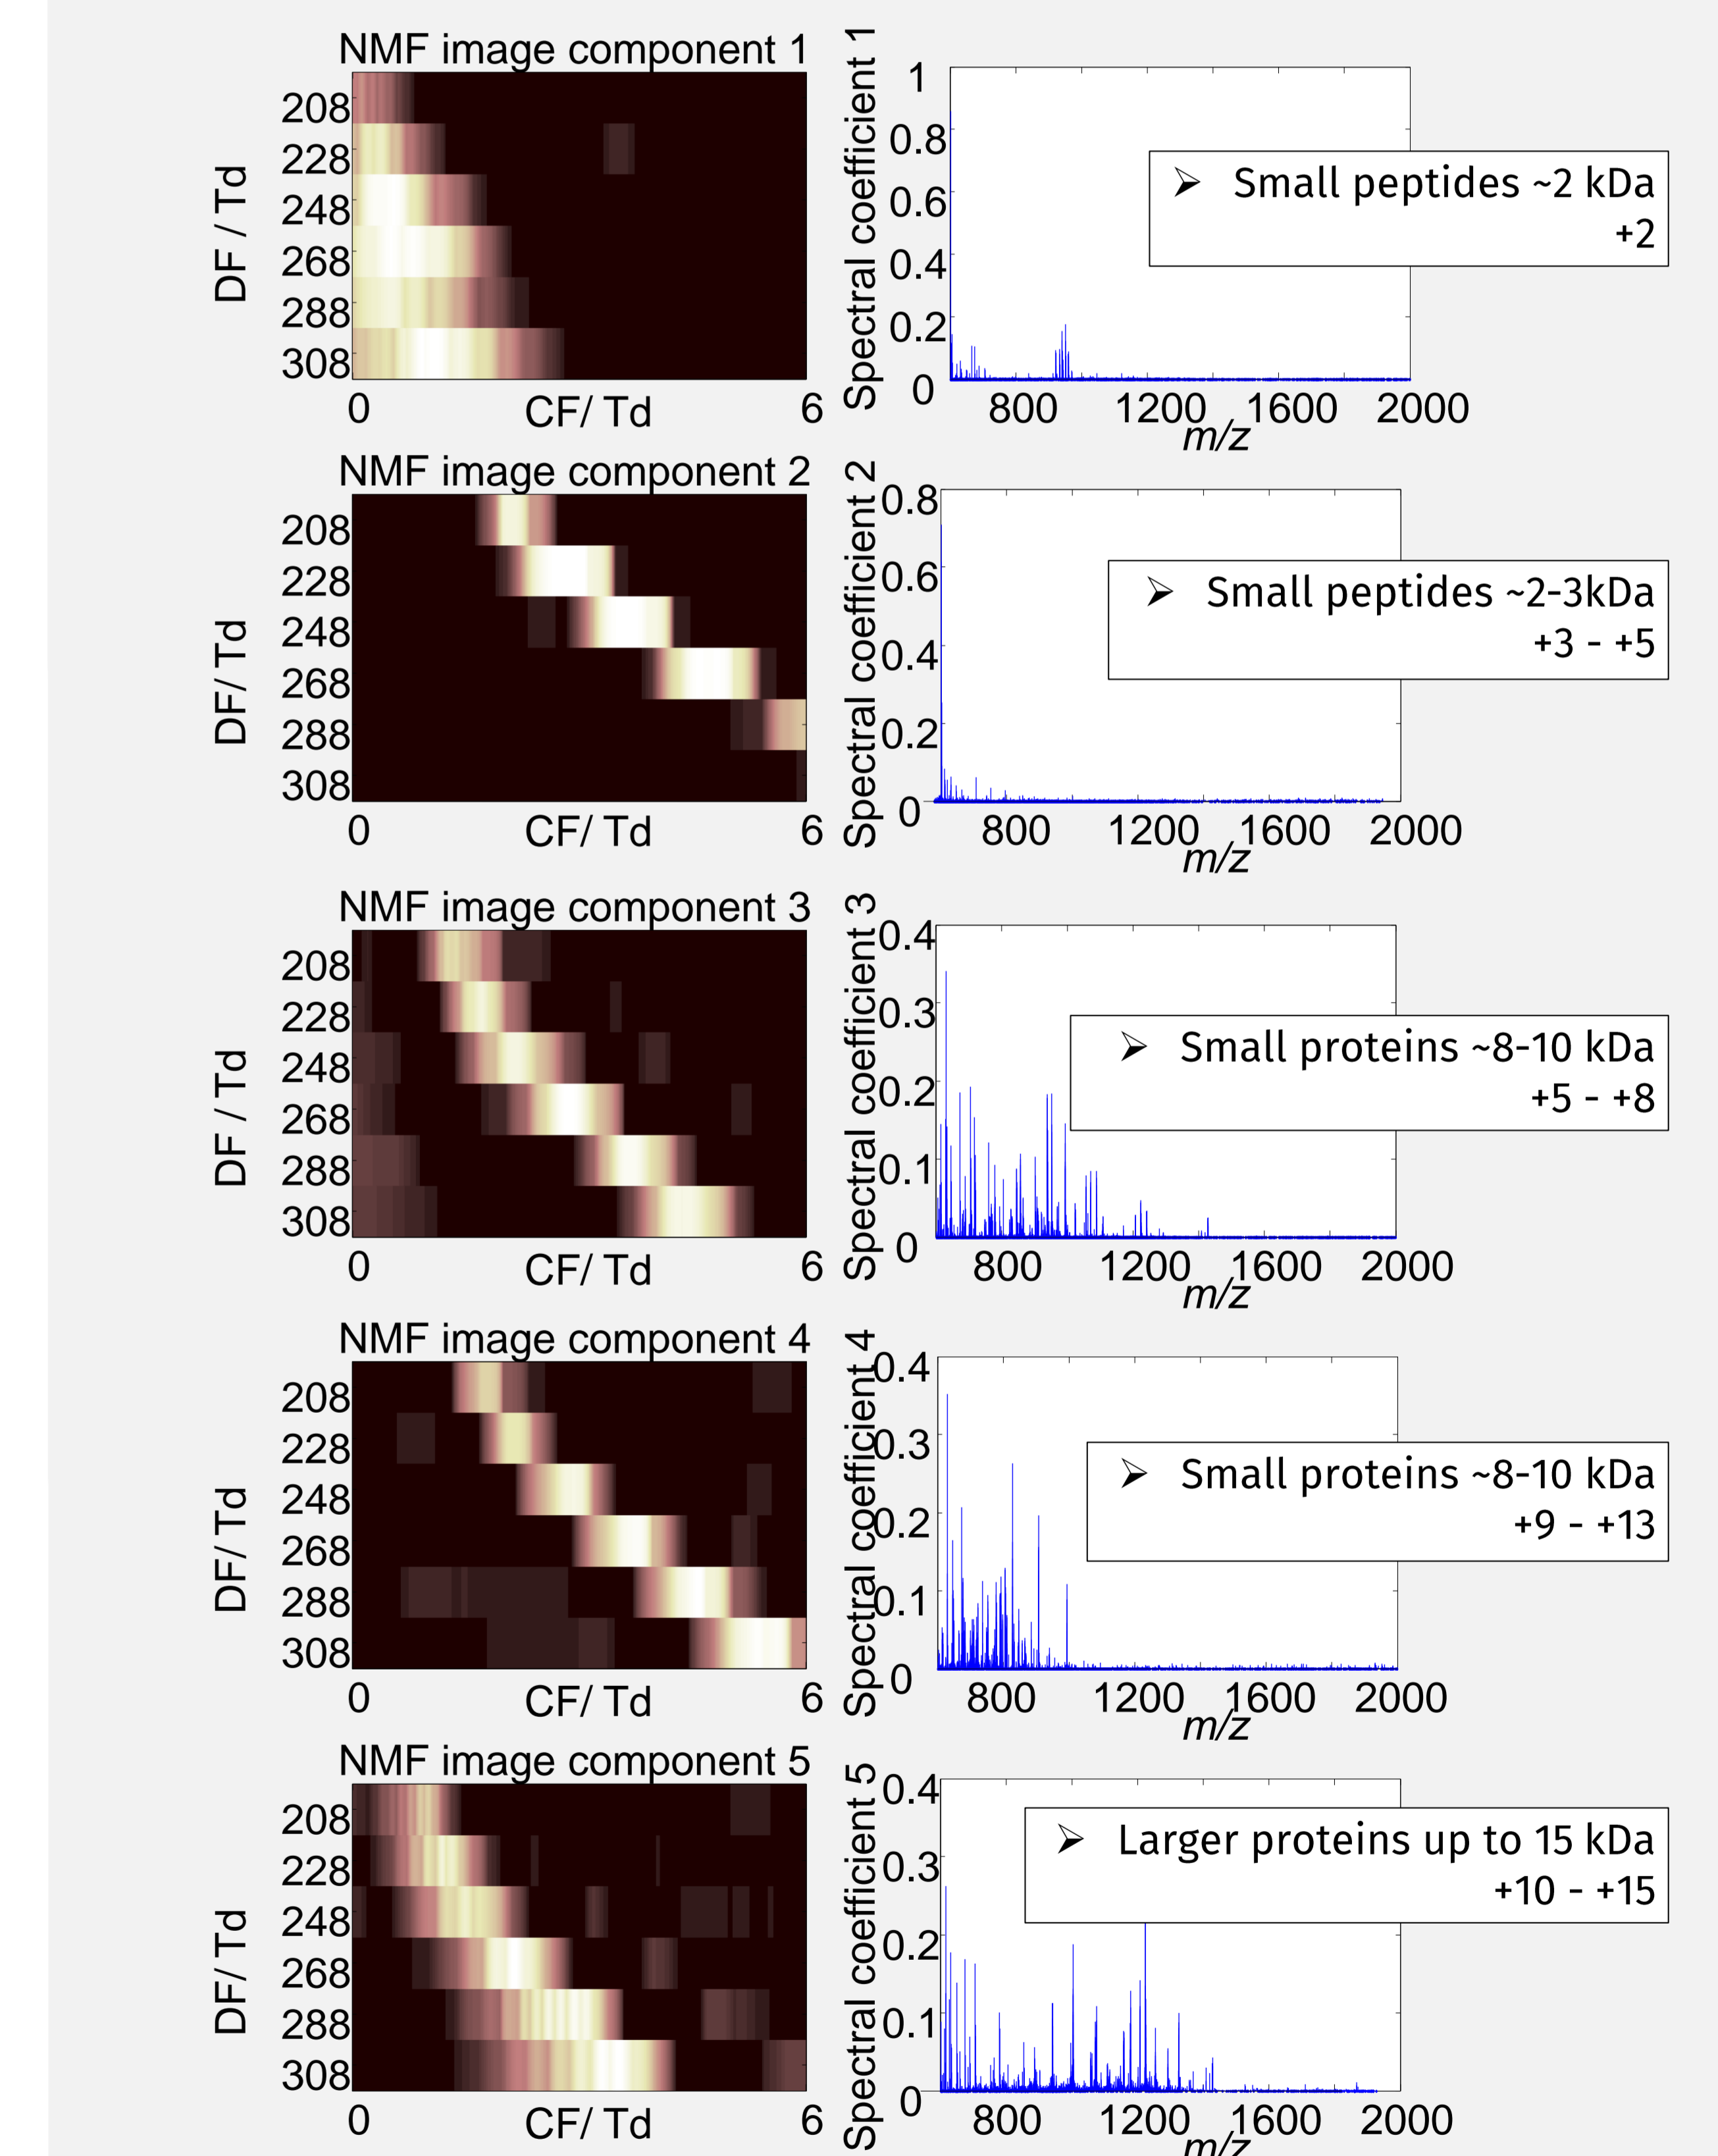 NMF image component 1
DF / Td
208
228
248
268
288
308
0
CF/ Td
6
Spectral coefficient 1
1
0.8
0.6
0.4
0.2
0
800
1200
1600
2000
m/z
➢ Small peptides ~2 kDa
+2
NMF image component 2
DF/ Td
208
228
248
268
288
308
0
CF/ Td
6
Spectral coefficient 2
0.8
0.6
0.4
0.2
0
800
1200
1600
2000
m/z
➢ Small peptides ~2-3kDa
+3 - +5
NMF image component 3
DF / Td
208
228
248
268
288
308
0
CF/ Td
6
Spectral coefficient 3
0.4
0.3
0.2
0.1
0
800
1200
1600
2000
m/z
➢ Small proteins ~8-10 kDa
+5 - +8
NMF image component 4
DF/ Td
208
228
248
268
288
308
0
CF/ Td
6
Spectral coefficient 4
0.4
0.3
0.2
0.1
0
800
1200
1600
2000
m/z
➢ Small proteins ~8-10 kDa
+9 - +13
NMF image component 5
DF/ Td
208
228
248
268
288
308
0
CF/ Td
6
Spectral coefficient 5
0.4
0.3
0.2
0.1
0
800
1200
1600
2000
m/z
➢ Larger proteins up to 15 kDa
+10 - +15